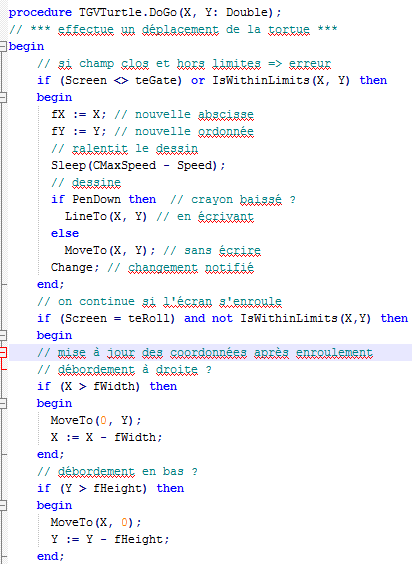 procedure TGVTurtle.DoGo(X, Y: Double);
// *** effectue un déplacement de la tortue ***
begin
// si champ clos et hors limites => erreur
if (Screen <> teGate) or IsWithinLimits(X, Y) then
begin
fX := X; // nouvelle abscisse
fY := Y; // nouvelle ordonnée
// ralentit le dessin
Sleep(CMaxSpeed - Speed);
// dessine
if PenDown then  // crayon baissé ?
LineTo(X, Y) // en écrivant
else
MoveTo(X, Y); // sans écrire
Change; // changement notifié
end;
// on continue si l'écran s'enroule
if (Screen = teRoll) and not IsWithinLimits(X,Y) then
begin
// mise à jour des coordonnées après enroulement
// débordement à droite ?
if (X > fWidth) then
begin
MoveTo(0, Y);
X := X - fWidth;
end;
// débordement en bas ?
if (Y > fHeight) then
begin
MoveTo(X, 0);
Y := Y - fHeight;
end;